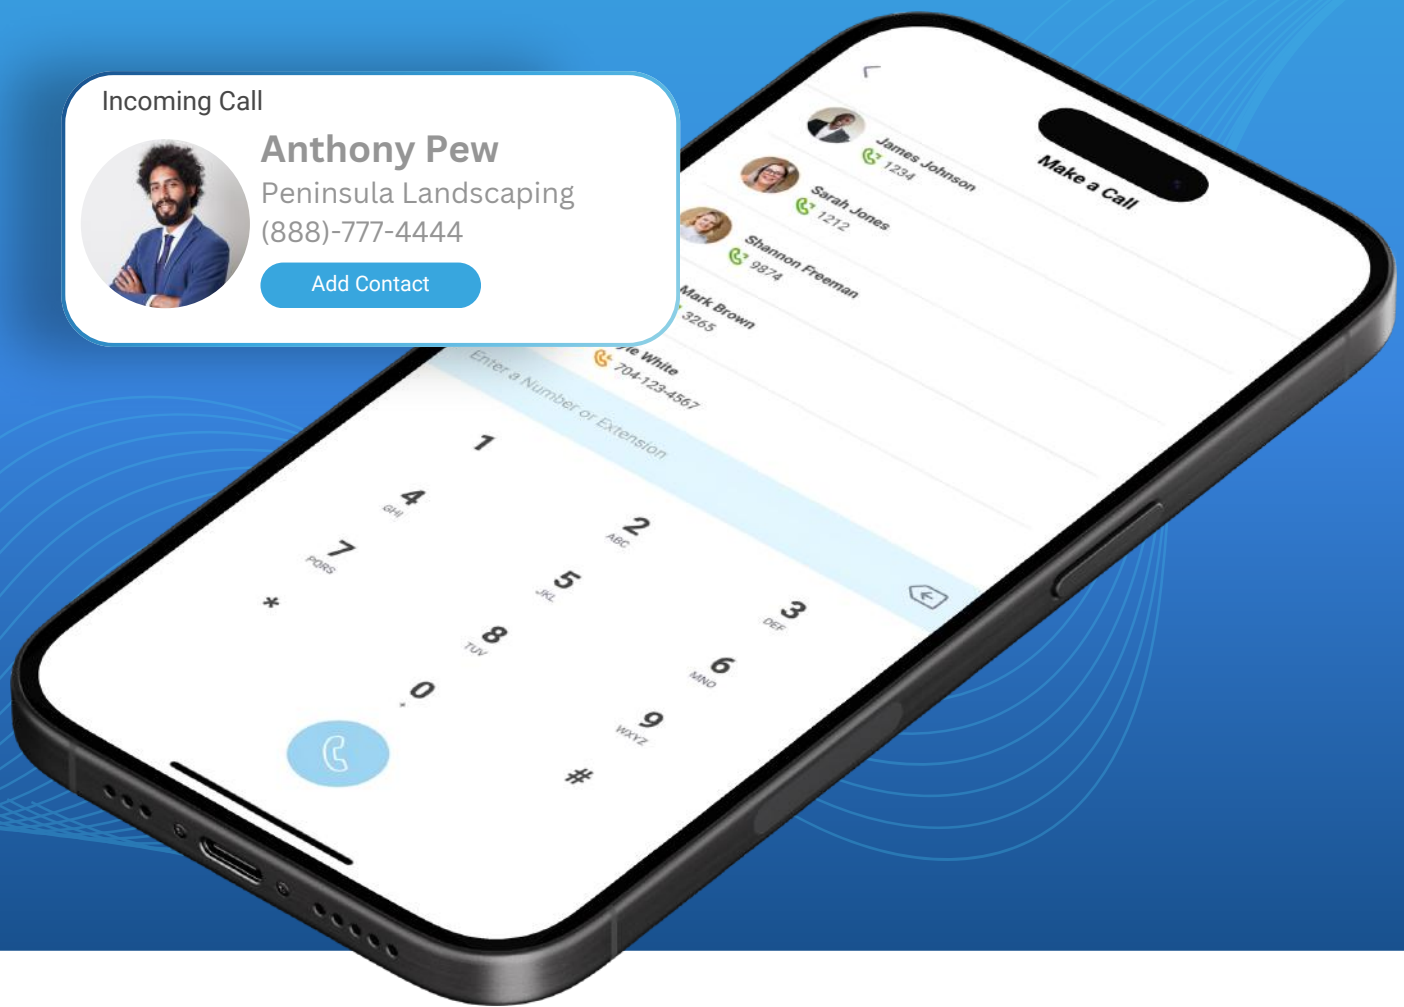 Incoming Call
Anthony Pew
Peninsula Landscaping
(888)-777-4444
Add Contact
Make a Call
James Johnson
1234
Sarah Jones
1212
Shannon Freeman
9874
Mark Brown
3265
White
704-123-4567
Enter a Number or Extension
1
2
ABC
3
DEF
4
GHI
5
JKL
6
MNO
7
PQRS
8
TUV
9
WXYZ
*
0
+
#